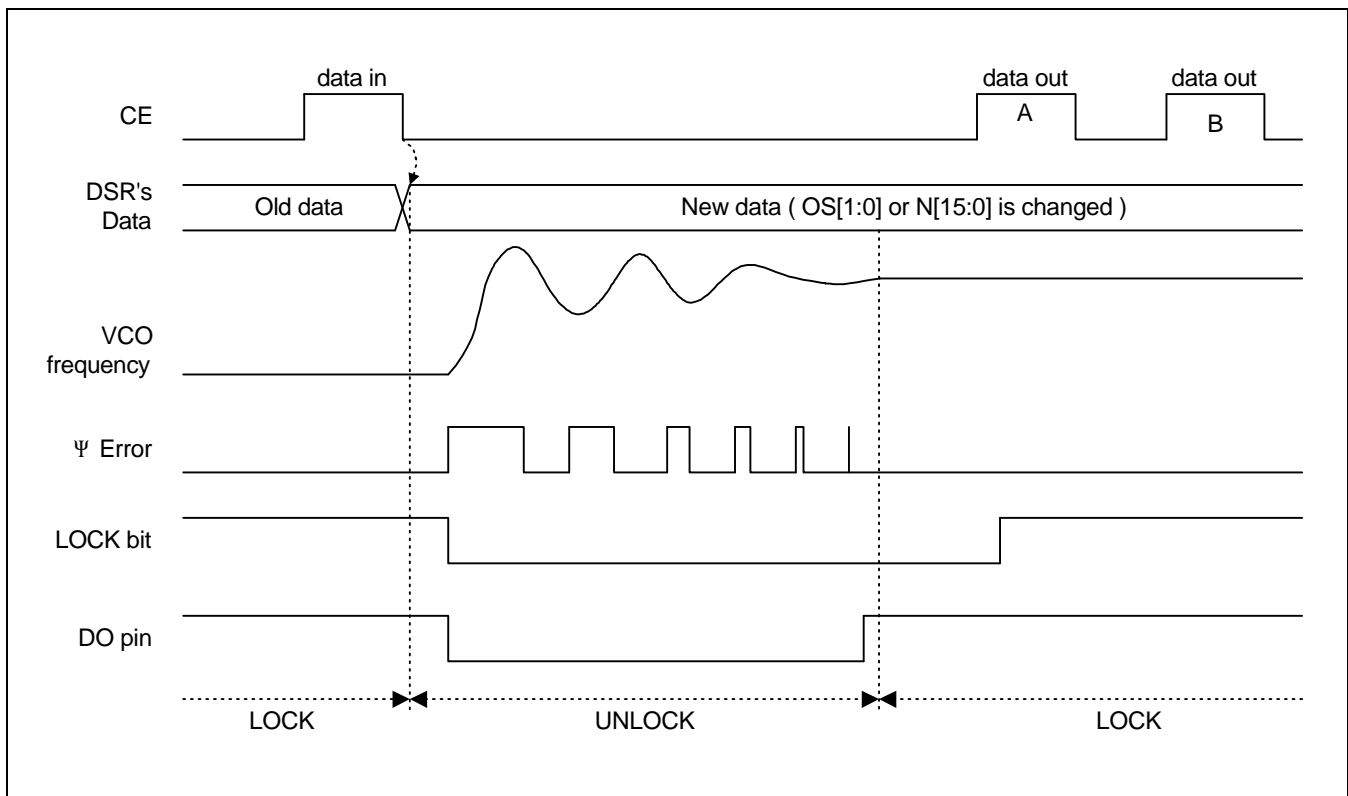 data in
data out
data out
CE
A
B
DSR's
Data
Old data
New data ( OS[1:0] or N[15:0] is changed )
VCO
frequency
Ψ Error
LOCK bit
DO pin
LOCK
UNLOCK
LOCK